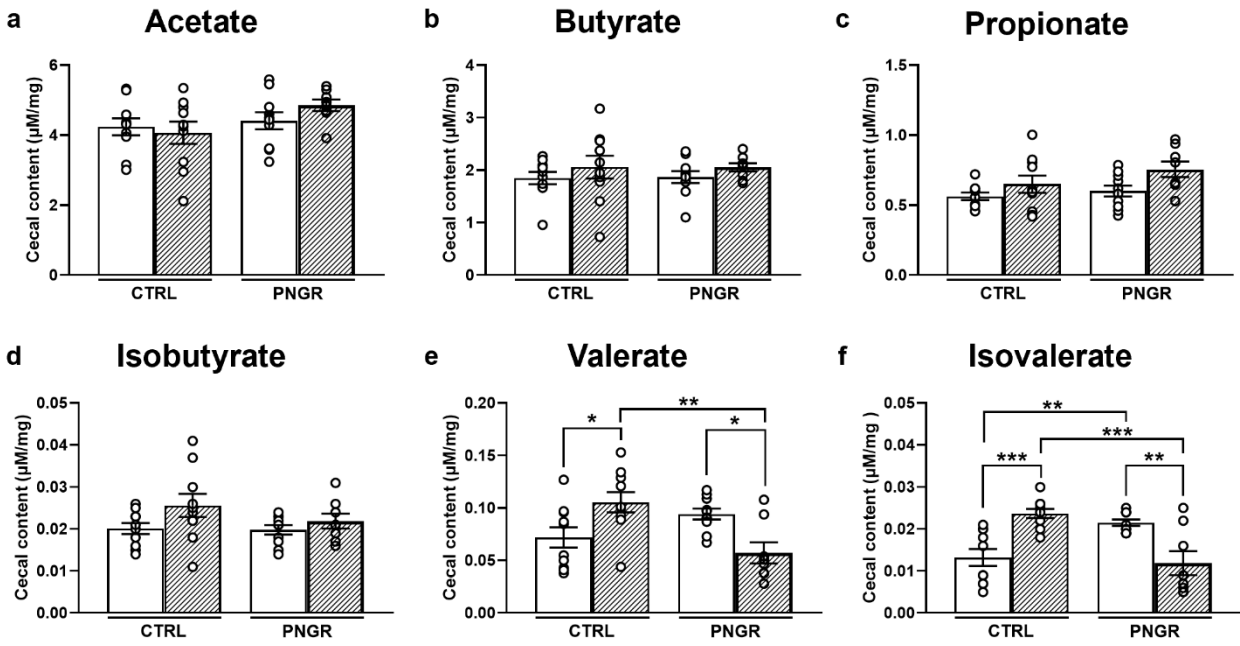 a Acetate
Cecal content (µM/mg)
6
4
2
0
CTRL PNGR
b Butyrate
Cecal content (µM/mg)
4
3
2
1
0
CTRL PNGR
c Propionate
Cecal content (µM/mg)
1.5
1.0
0.5
0.0
CTRL PNGR
d Isobutyrate
Cecal content (µM/mg)
0.05
0.04
0.03
0.02
0.01
0.00
CTRL PNGR
e Valerate
Cecal content (µM/mg)
0.20
0.15
0.10
0.05
0.00
**
* *
CTRL PNGR
f Isovalerate
Cecal content (µM/mg )
0.05
0.04
0.03
0.02
0.01
0.00
**
***
*** **
CTRL PNGR